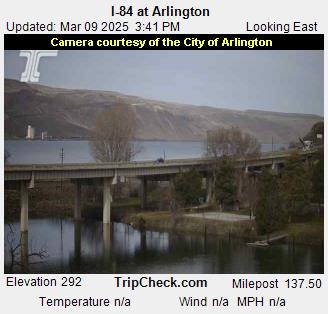 I-84 at Arlington
Updated: Mar 09 2025 3:41 PM Looking East
Camera courtesy of the City of Arlington
Elevation 292 TripCheck.com Milepost 137.50
Temperature n/a Wind n/a MPH n/a